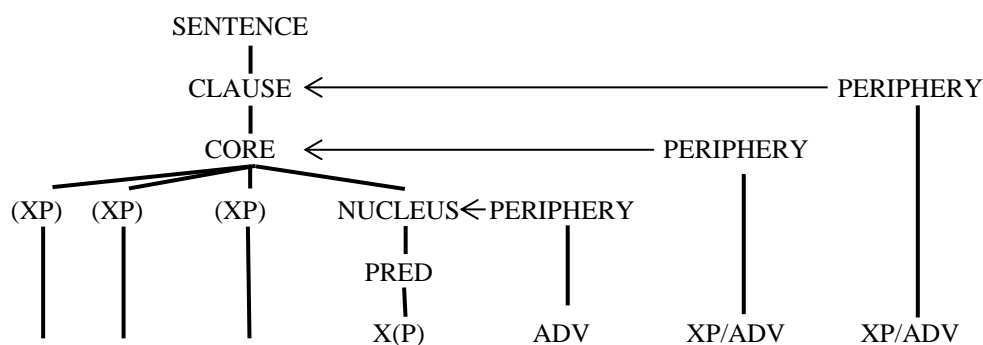 SENTENCE
CLAUSE PERIPHERY
CORE PERIPHERY
(XP) (XP) (XP) NUCLEUS PERIPHERY
PRED
X(P) ADV XP/ADV XP/ADV